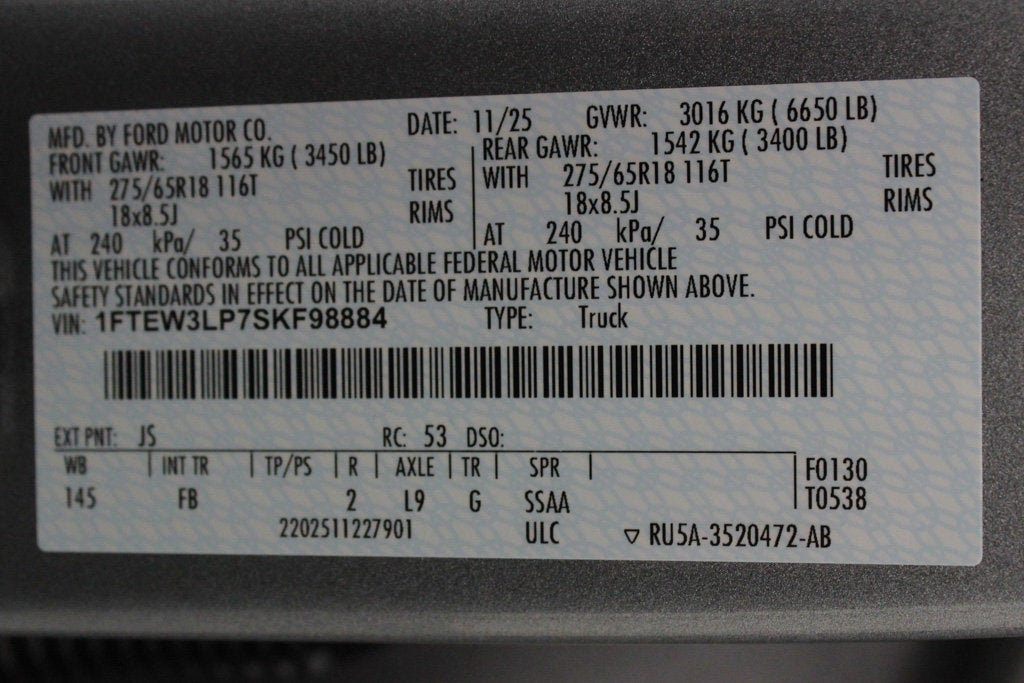 MFD. BY FORD MOTOR CO. DATE: 11/25 GVWR: 3016 KG ( 6650 LB)
FRONT GAWR: 1565 KG ( 3450 LB) REAR GAWR: 1542 KG ( 3400 LB)
WITH 275/65R18 116T TIRES WITH 275/65R18 116T TIRES
18x8.5J RIMS 18x8.5J RIMS
AT 240 kPa/ 35 PSI COLD AT 240 kPa/ 35 PSI COLD
THIS VEHICLE CONFORMS TO ALL APPLICABLE FEDERAL MOTOR VEHICLE
SAFETY STANDARDS IN EFFECT ON THE DATE OF MANUFACTURE SHOWN ABOVE.
VIN: 1FTEW3LP7SKF98884 TYPE: Truck
EXT PNT: JS RC: 53 DSO:
WB INT TR TP/PS R AXLE TR SPR F0130
145 FB 2 L9 G SSAA T0538
2202511227901 ULC ▽ RU5A-3520472-AB